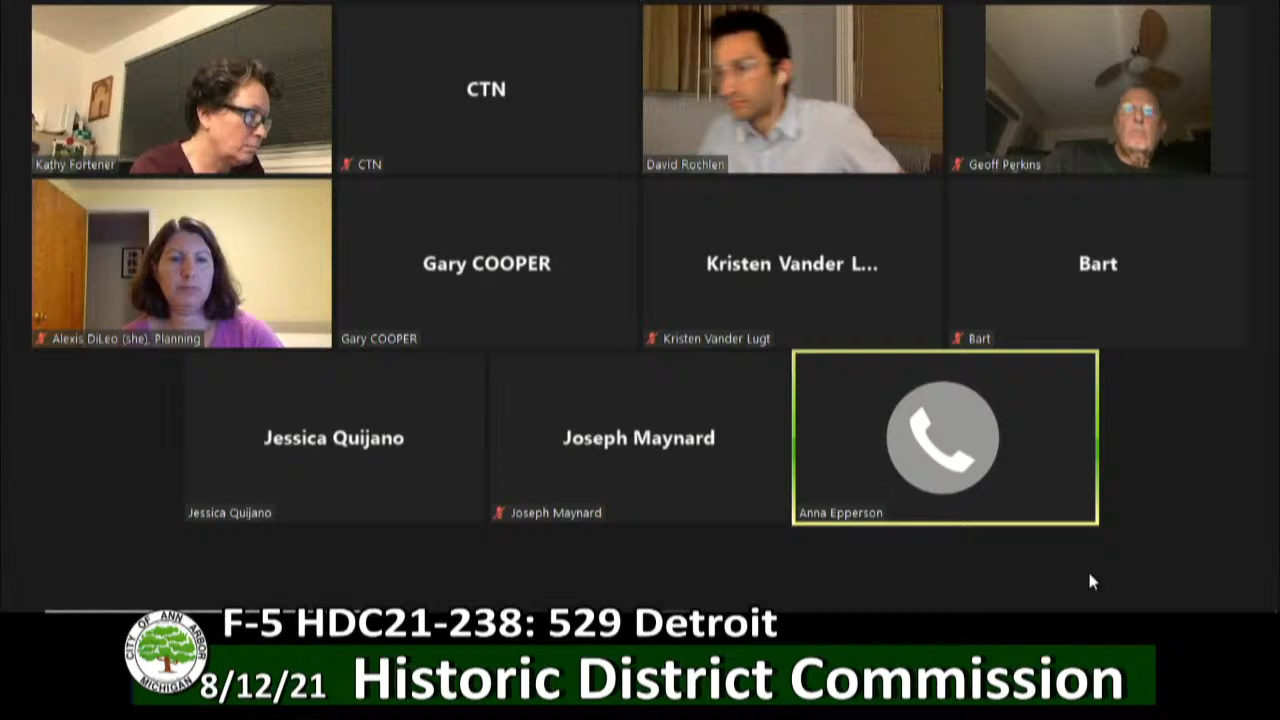 CTN
Kathy Fortener
CTN
David Rochlen
Geoff Perkins
Gary COOPER
Kristen Vander L...
Bart
Alexis DiLeo (she), Planning
Gary COOPER
Kristen Vander Lugt
Bart
Jessica Quijano
Joseph Maynard
Jessica Quijano
Joseph Maynard
Anna Epperson
F-5 HDC21-238: 529 Detroit
CITY OF ANN ARBOR
MICHIGAN
8/12/21
Historic District Commission